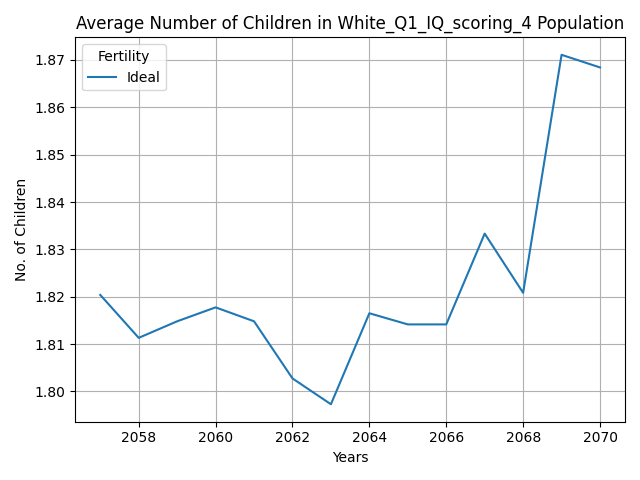 Average Number of Children in White_Q1_IQ_scoring_4 Population
Fertility
Ideal
1.87
1.86
1.85
1.84
1.83
1.82
1.81
1.80
No. of Children
2058 2060 2062 2064 2066 2068 2070
Years